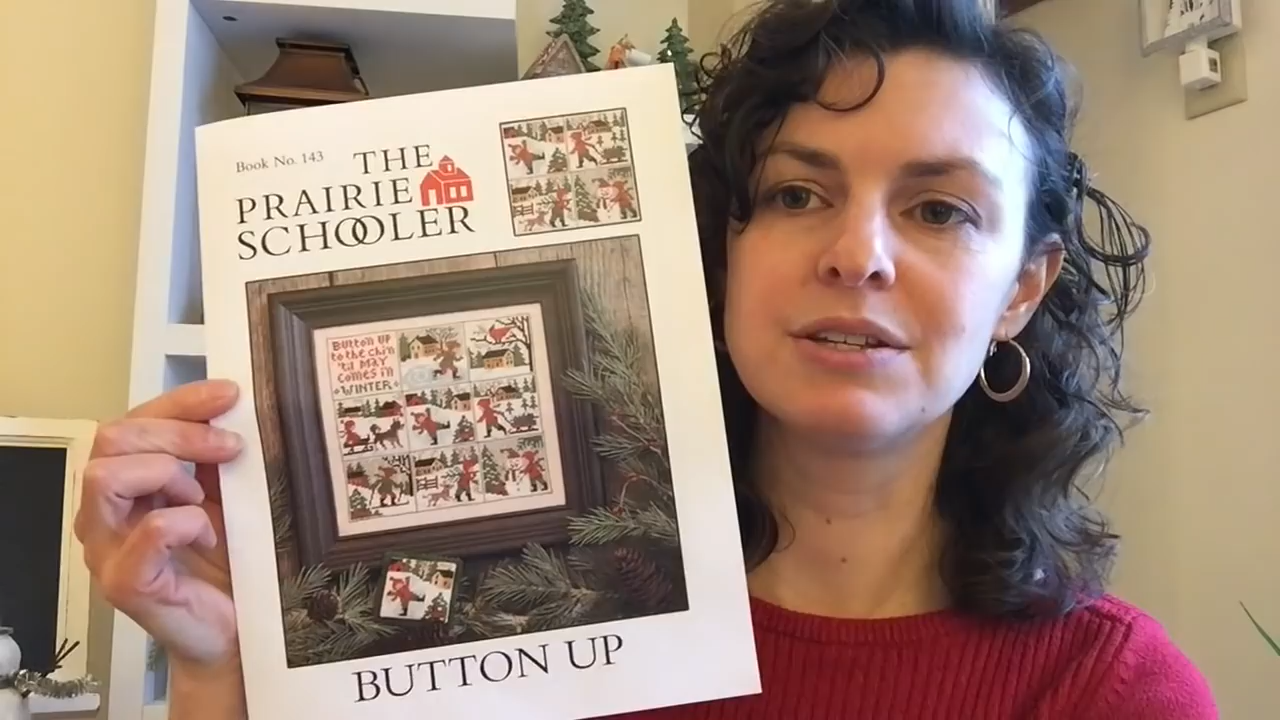 Book No. 143
THE
PRAIRIE
SCHOOLER
Button up
to the chin
'til May
comes in
WINTER
BUTTON UP